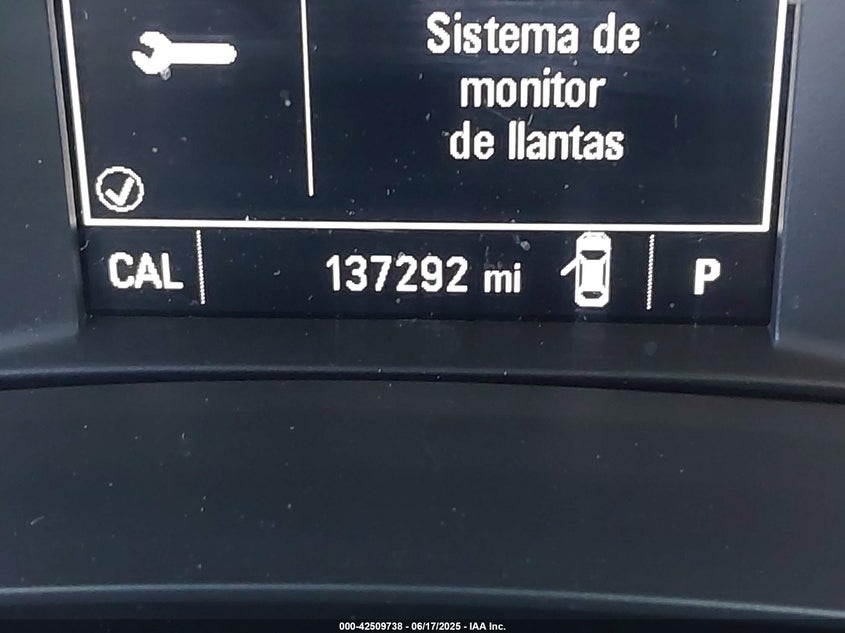 Sistema de
monitor
de llantas
CAL 137292 mi P
000-42509738 - 06/17/2025 - IAA Inc.